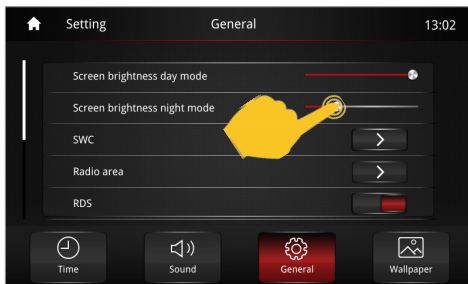 Setting General 13:02
Screen brightness day mode
Screen brightness night mode
SWC
Radio area
RDS
Time Sound General Wallpaper